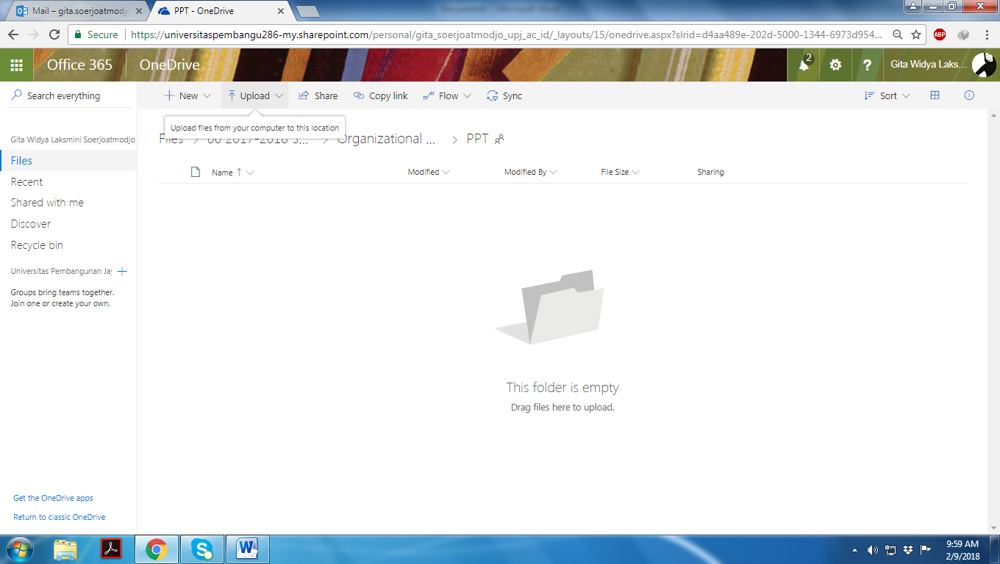 Mail – gita.soerjoatmodjo
PPT - OneDrive
Secure
https://universitaspembangu286-my.sharepoint.com/personal/gita_soerjoatmodjo_upj_ac_id/_layouts/15/onedrive.aspx?slrid=d4aa489e-202d-5000-1344-6973d954...
ABP
Office 365
OneDrive
2
?
Gita Widya Laks...
Search everything
New
Upload
Share
Copy link
Flow
Sync
Sort
Upload files from your computer to this location
Files > 00 2017-2018 S... > Organizational ... > PPT
Gita Widya Laksmini Soerjoatmodjo
Files
Recent
Shared with me
Discover
Recycle bin
Universitas Pembangunan Jay
Groups bring teams together.
Join one or create your own.
Name
Modified
Modified By
File Size
Sharing
This folder is empty
Drag files here to upload.
Get the OneDrive apps
Return to classic OneDrive
9:59 AM
2/9/2018